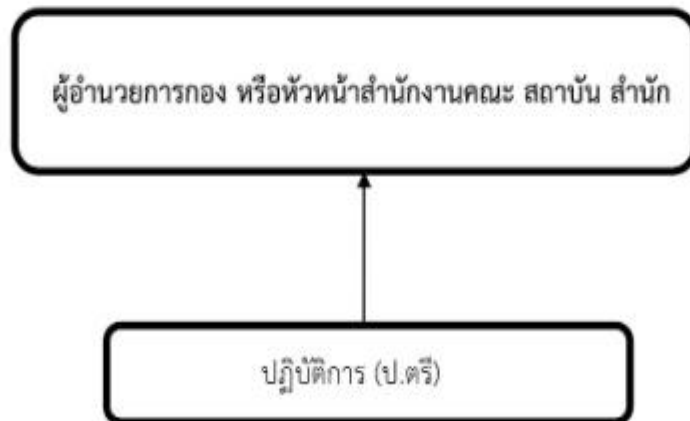 ผู้อำนวยการกอง หรือหัวหน้าสำนักงานคณะ สถาบัน สำนัก
ปฏิบัติการ (ป.ตรี)